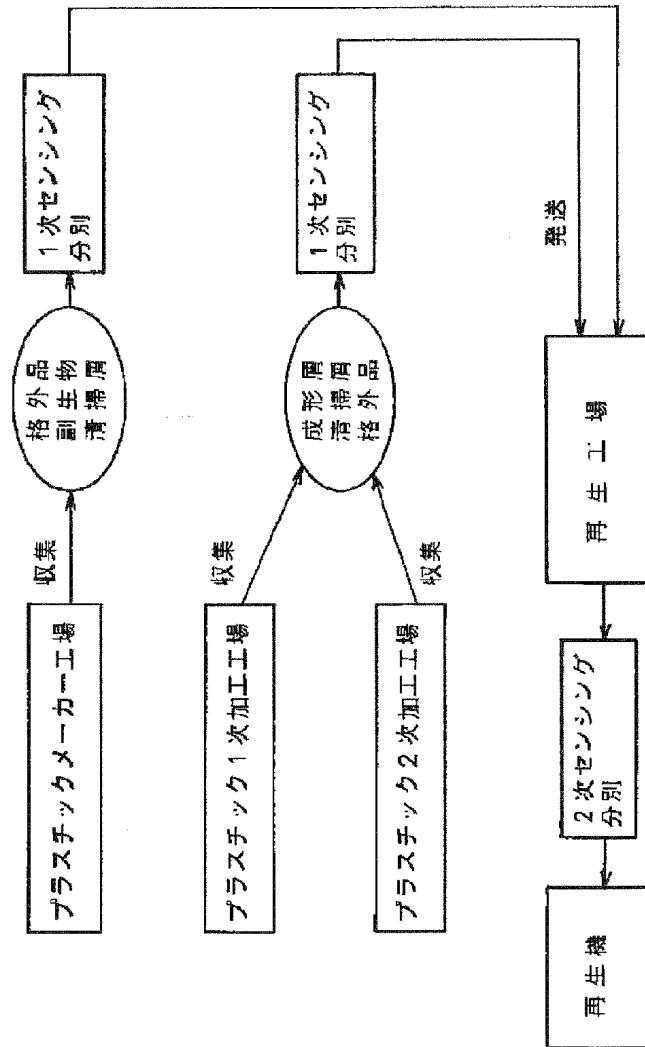 プラスチックメーカー工場
収集
格外品
副生物
清掃屑
1次センシング
分別
プラスチック1次加工工場
収集
プラスチック2次加工工場
収集
成形屑
清掃屑
格外品
1次センシング
分別
発送
再生工場
2次センシング
分別
再生機